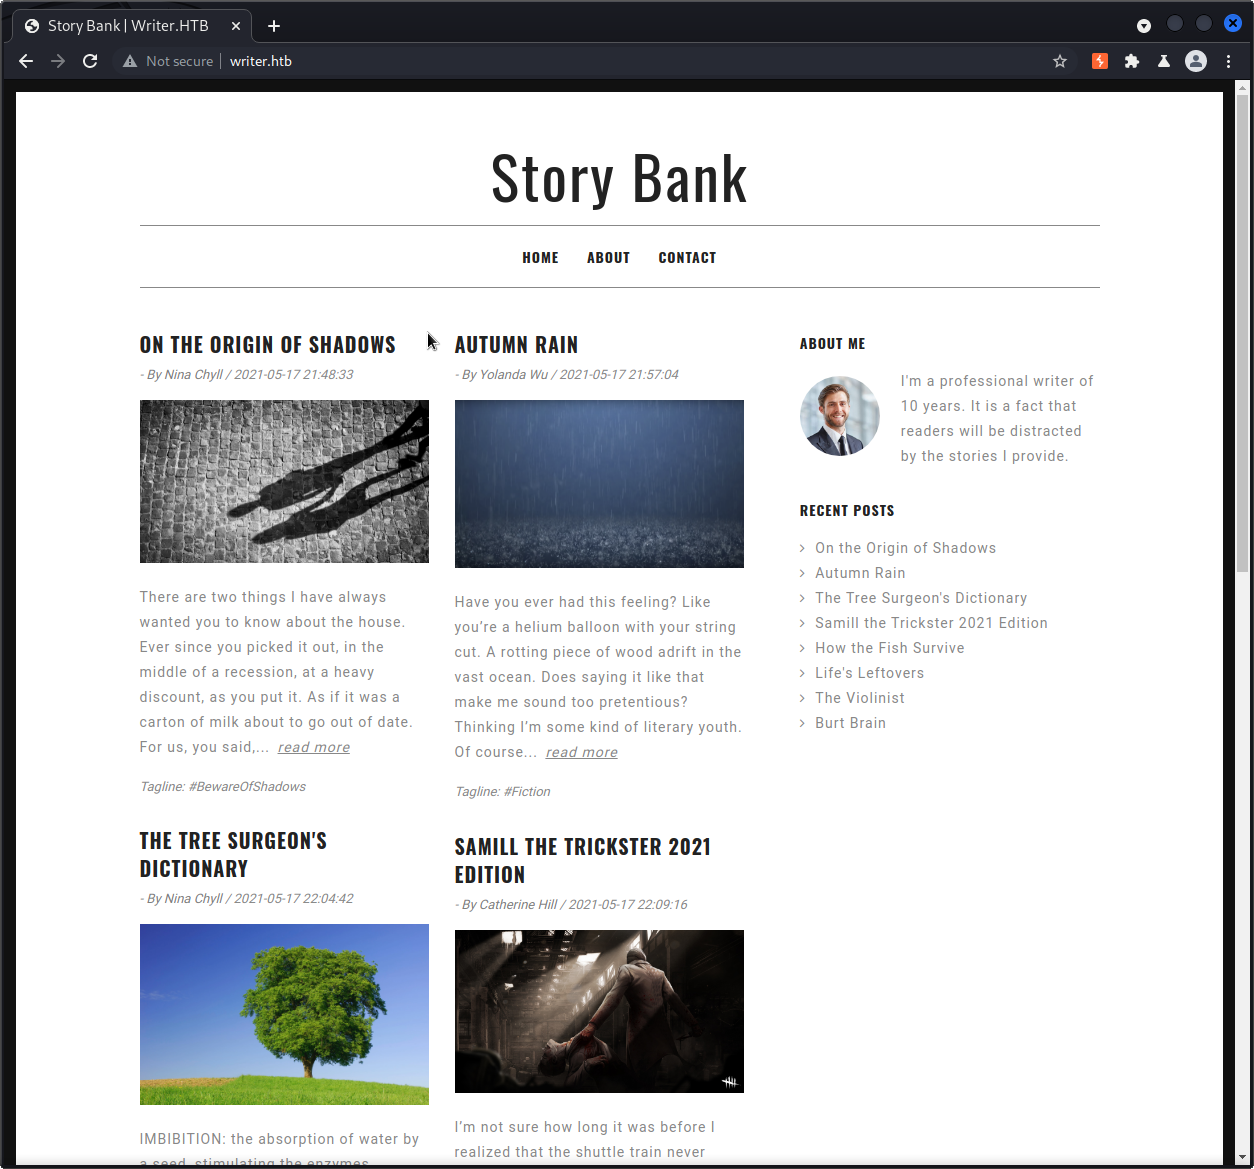 Story Bank | Writer.HTB
Not secure
writer.htb
Story Bank
HOME ABOUT CONTACT
ON THE ORIGIN OF SHADOWS
- By Nina Chyll / 2021-05-17 21:48:33
There are two things I have always
wanted you to know about the house.
Ever since you picked it out, in the
middle of a recession, at a heavy
discount, as you put it. As if it was a
carton of milk about to go out of date.
For us, you said,... read more
Tagline: #BewareOfShadows
THE TREE SURGEON'S
DICTIONARY
- By Nina Chyll / 2021-05-17 22:04:42
IMBIBITION: the absorption of water by
a seed, stimulating the enzymes
AUTUMN RAIN
- By Yolanda Wu / 2021-05-17 21:57:04
Have you ever had this feeling? Like
you’re a helium balloon with your string
cut. A rotting piece of wood adrift in the
vast ocean. Does saying it like that
make me sound too pretentious?
Thinking I’m some kind of literary youth.
Of course... read more
Tagline: #Fiction
SAMILL THE TRICKSTER 2021
EDITION
- By Catherine Hill / 2021-05-17 22:09:16
I’m not sure how long it was before I
realized that the shuttle train never
ABOUT ME
I'm a professional writer of
10 years. It is a fact that
readers will be distracted
by the stories I provide.
RECENT POSTS
On the Origin of Shadows
Autumn Rain
The Tree Surgeon's Dictionary
Samill the Trickster 2021 Edition
How the Fish Survive
Life's Leftovers
The Violinist
Burt Brain